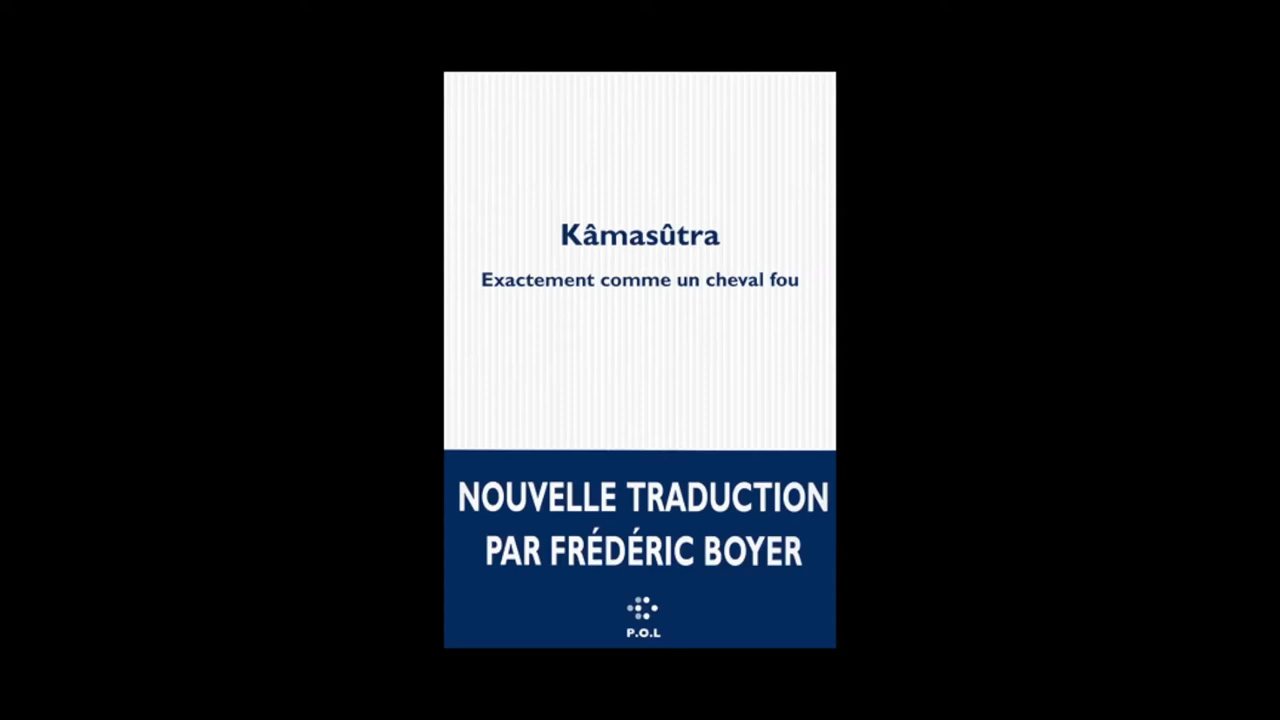 Kâmasûtra
Exactement comme un cheval fou
NOUVELLE TRADUCTION
PAR FRÉDÉRIC BOYER
P.O.L